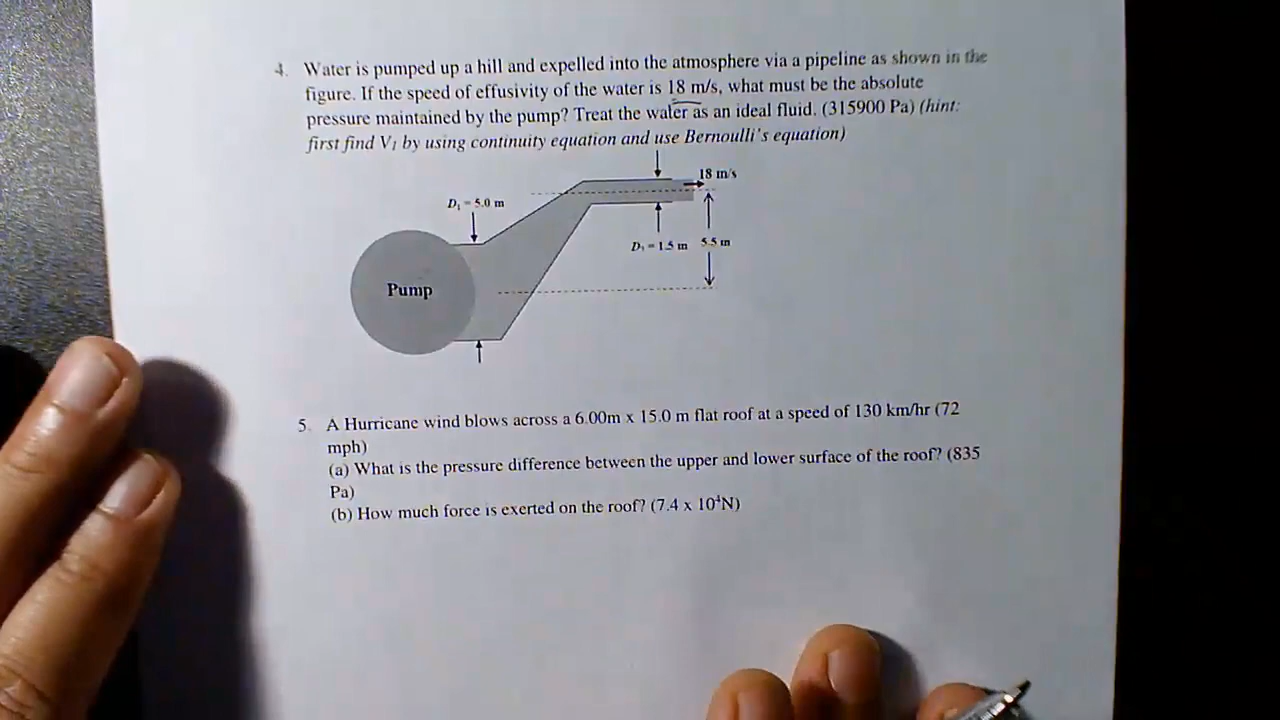 4. Water is pumped up a hill and expelled into the atmosphere via a pipeline as shown in the
figure. If the speed of effusivity of the water is 18 m/s, what must be the absolute
pressure maintained by the pump? Treat the water as an ideal fluid. (315900 Pa) (hint:
first find V₁ by using continuity equation and use Bernoulli's equation)
18 m/s
D₁ = 5.0 m
D₁ = 1.5 m 5.5 m
Pump
5. A Hurricane wind blows across a 6.00m x 15.0 m flat roof at a speed of 130 km/hr (72
mph)
(a) What is the pressure difference between the upper and lower surface of the roof? (835
Pa)
(b) How much force is exerted on the roof? (7.4 x 10⁴N)